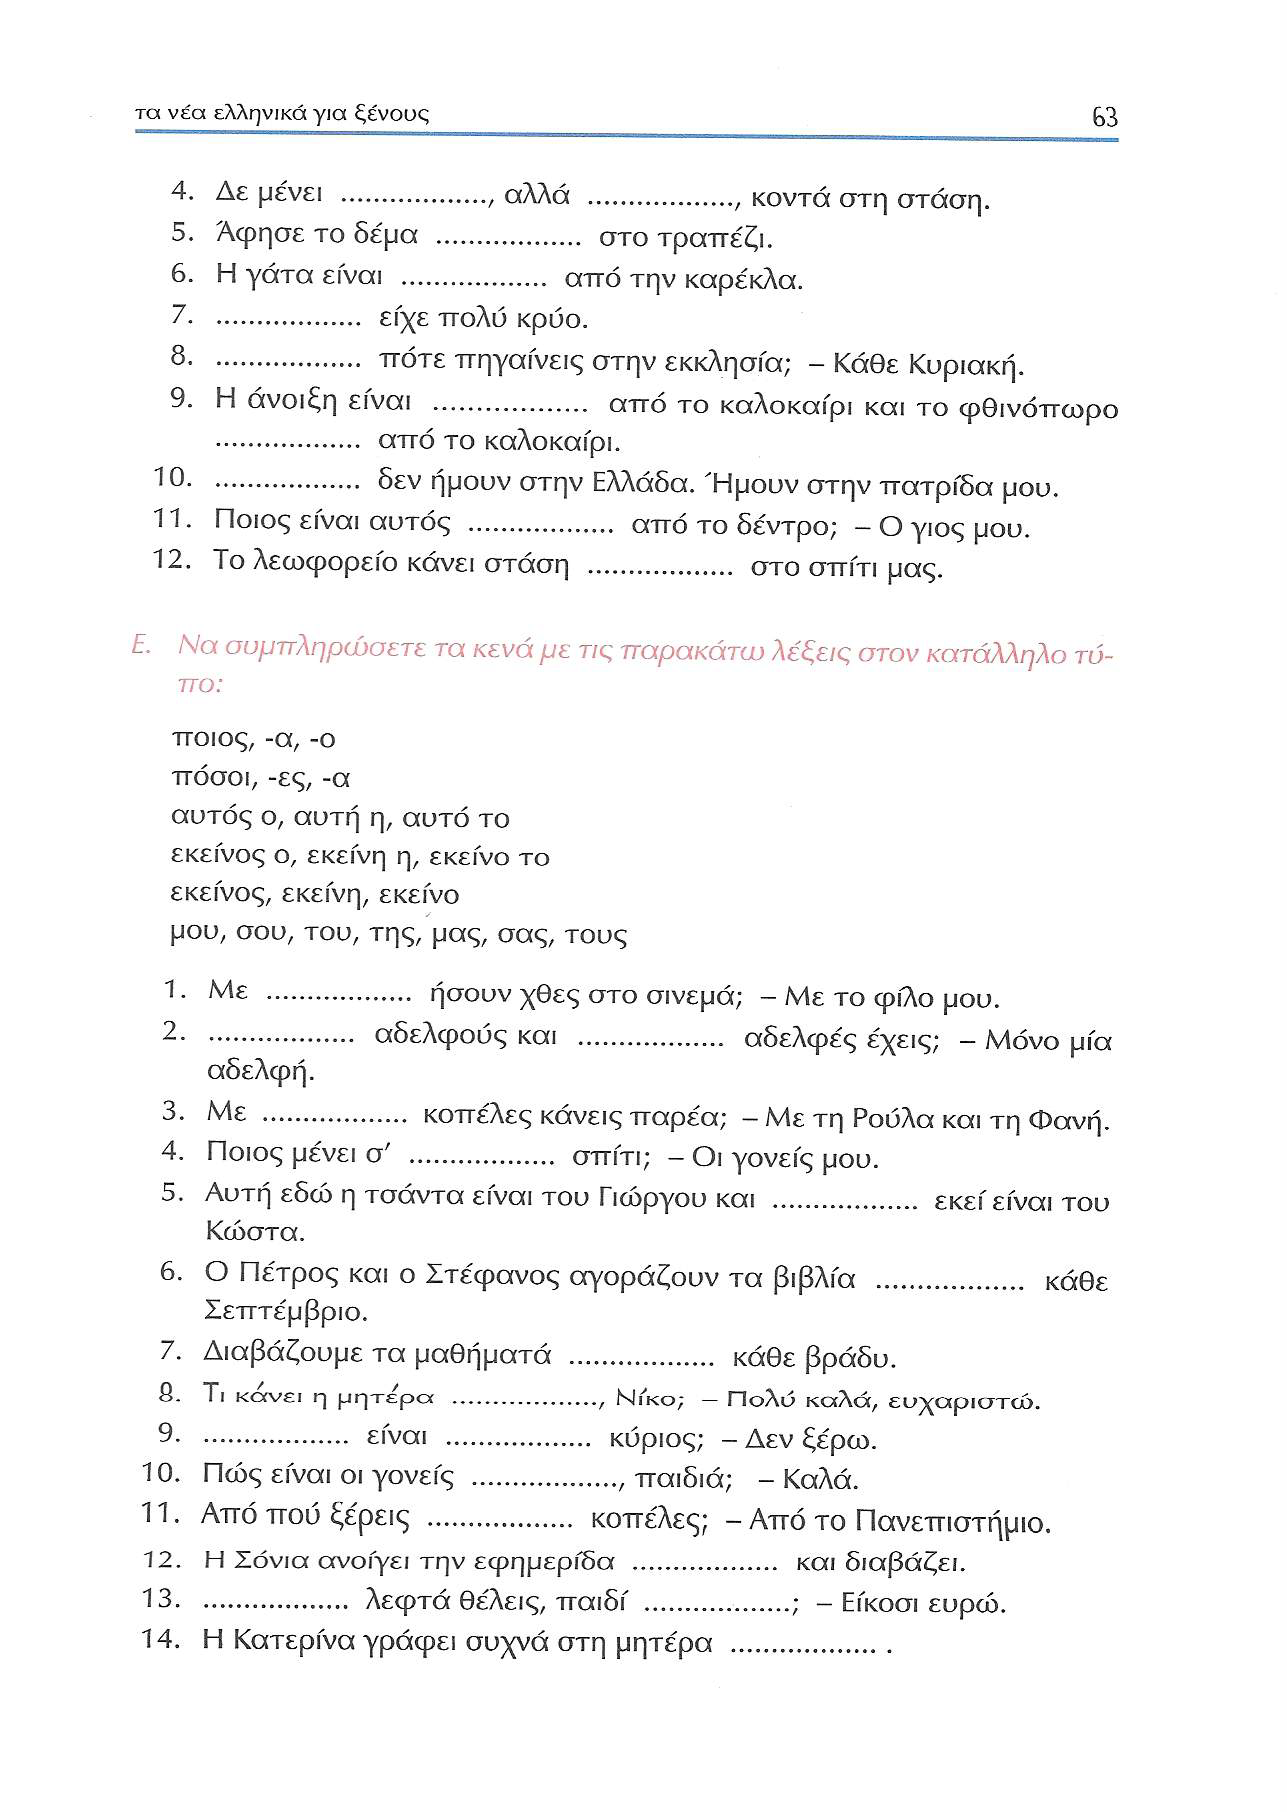 τα νέα ελληνικά για ξένους 63
4. Δε μένει .................., αλλά .................., κοντά στη στάση.
5. Άφησε το δέμα .................. στο τραπέζι.
6. Η γάτα είναι .................. από την καρέκλα.
7. .................. είχε πολύ κρύο.
8. .................. πότε πηγαίνεις στην εκκλησία; – Κάθε Κυριακή.
9. Η άνοιξη είναι .................. από το καλοκαίρι και το φθινόπωρο
.................. από το καλοκαίρι.
10. .................. δεν ήμουν στην Ελλάδα. Ήμουν στην πατρίδα μου.
11. Ποιος είναι αυτός .................. από το δέντρο; – Ο γιος μου.
12. Το λεωφορείο κάνει στάση .................. στο σπίτι μας.
Ε. Να συμπληρώσετε τα κενά με τις παρακάτω λέξεις στον κατάλληλο τύ-
πο:
ποιος, -α, -ο
πόσοι, -ες, -α
αυτός ο, αυτή η, αυτό το
εκείνος ο, εκείνη η, εκείνο το
εκείνος, εκείνη, εκείνο
μου, σου, του, της, μας, σας, τους
1. Με .................. ήσουν χθες στο σινεμά; – Με το φίλο μου.
2. .................. αδελφούς και .................. αδελφές έχεις; – Μόνο μία
αδελφή.
3. Με .................. κοπέλες κάνεις παρέα; – Με τη Ρούλα και τη Φανή.
4. Ποιος μένει σ' .................. σπίτι; – Οι γονείς μου.
5. Αυτή εδώ η τσάντα είναι του Γιώργου και .................. εκεί είναι του
Κώστα.
6. Ο Πέτρος και ο Στέφανος αγοράζουν τα βιβλία .................. κάθε
Σεπτέμβριο.
7. Διαβάζουμε τα μαθήματά .................. κάθε βράδυ.
8. Τι κάνει η μητέρα .................., Νίκο; – Πολύ καλά, ευχαριστώ.
9. .................. είναι .................. κύριος; – Δεν ξέρω.
10. Πώς είναι οι γονείς .................., παιδιά; – Καλά.
11. Από πού ξέρεις .................. κοπέλες; – Από το Πανεπιστήμιο.
12. Η Σόνια ανοίγει την εφημερίδα .................. και διαβάζει.
13. .................. λεφτά θέλεις, παιδί ..................; – Είκοσι ευρώ.
14. Η Κατερίνα γράφει συχνά στη μητέρα .................. .